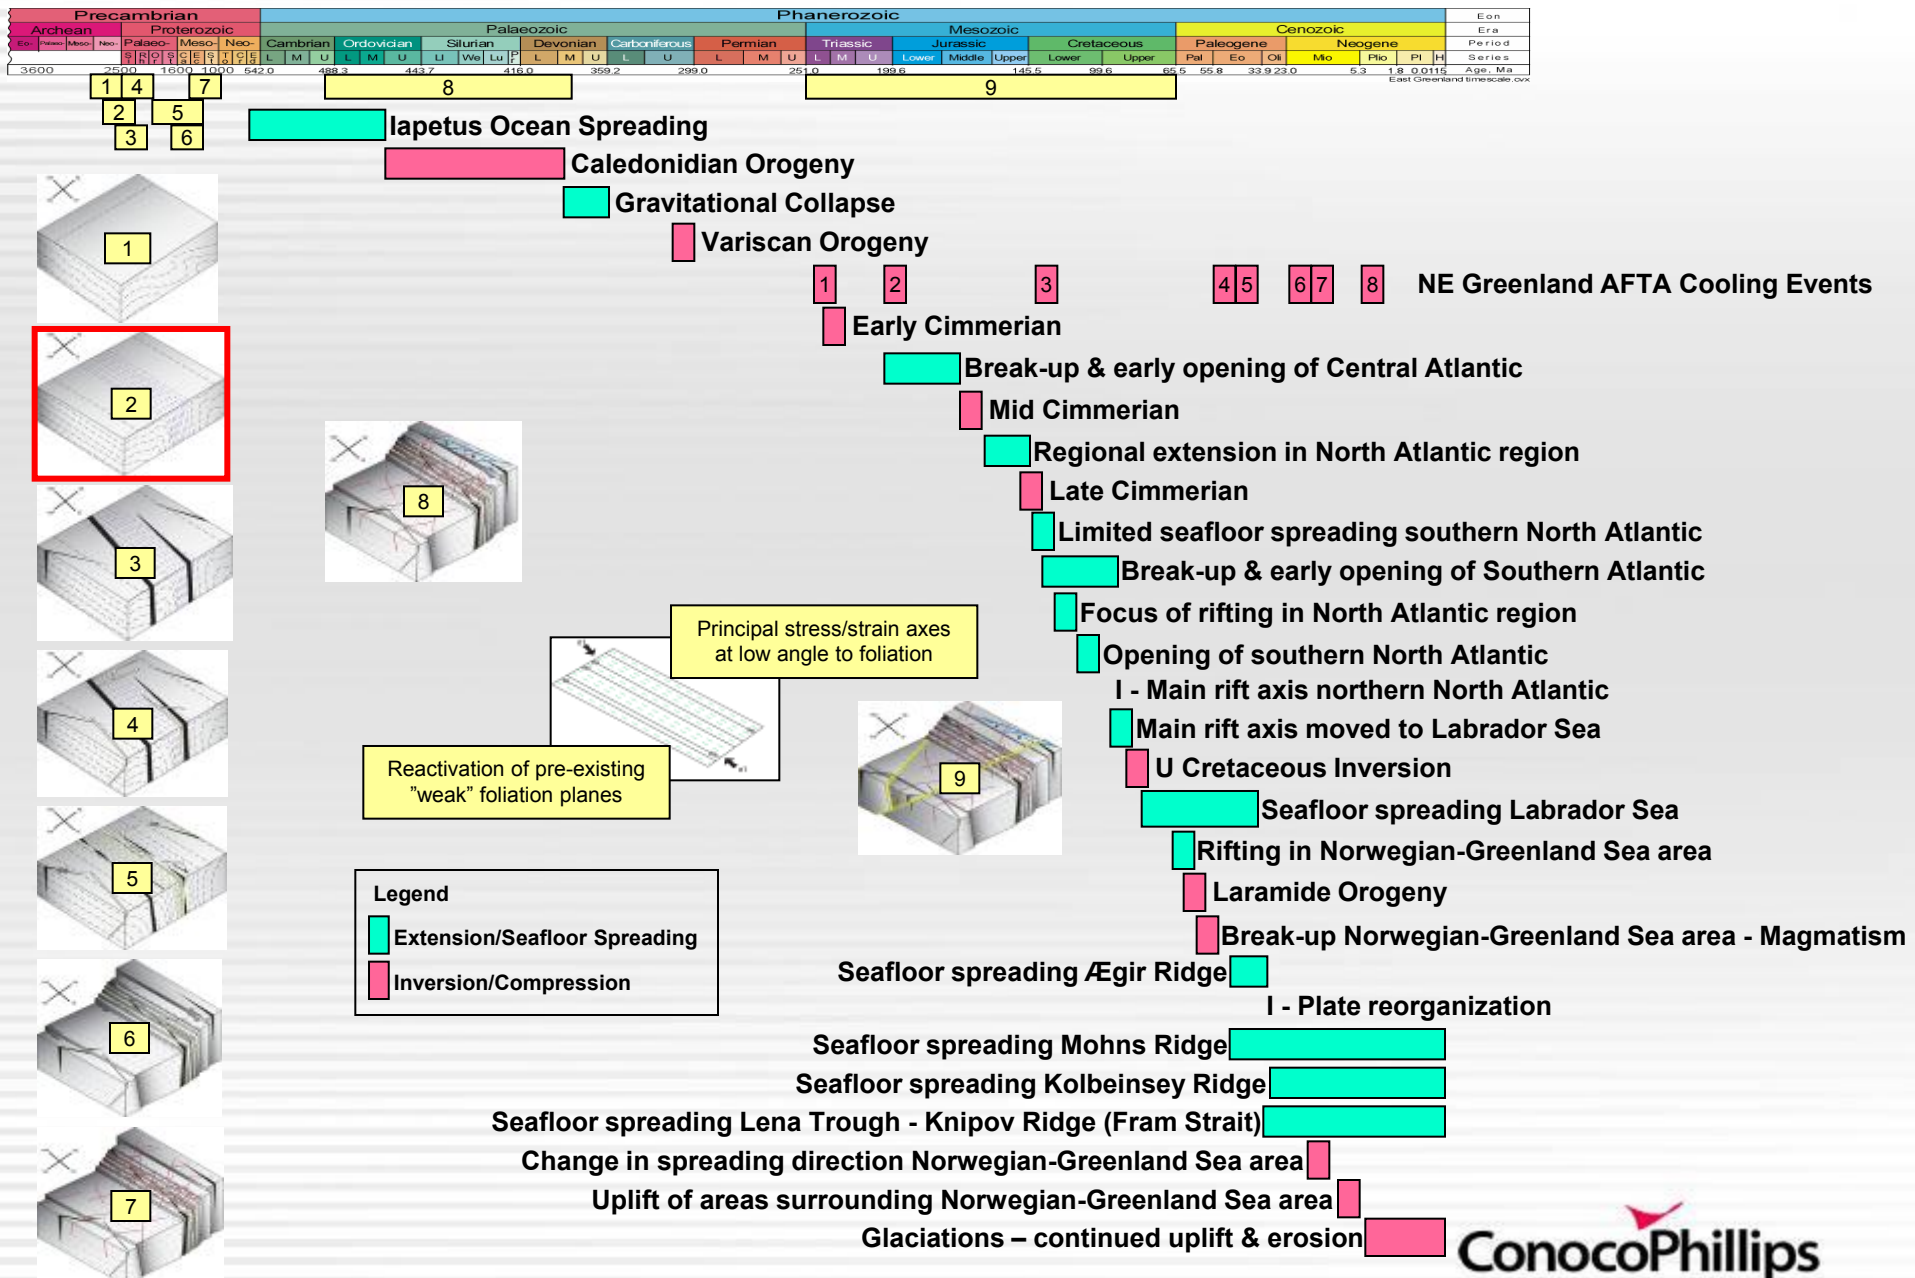 Precambrian Phanerozoic Eon
Archean Proterozoic Palaeozoic Mesozoic Cenozoic Era
Eo- Palaeo- Meso- Neo- Palaeo- Meso- Neo- Cambrian Ordovician Silurian Devonian Carboniferous Permian Triassic Jurassic Cretaceous Paleogene Neogene Period
L M U L M U Ll We Lu Pr L M U L U L M U L M U Lower Middle Upper Lower Upper Pal Eo Oli Mio Plio Pl H Series
3600 2500 1600 1000 542.0 488.3 443.7 416.0 359.2 299.0 251.0 199.6 145.5 99.6 65.5 55.8 33.9 23.0 5.3 1.8 0.0115 Age, Ma
East Greenland timescale.cvx
1 4 7 8 9
2 5
3 6
Iapetus Ocean Spreading
Caledonidian Orogeny
Gravitational Collapse
Variscan Orogeny
1 2 3 4 5 6 7 8 NE Greenland AFTA Cooling Events
Early Cimmerian
Break-up & early opening of Central Atlantic
Mid Cimmerian
Regional extension in North Atlantic region
Late Cimmerian
Limited seafloor spreading southern North Atlantic
Break-up & early opening of Southern Atlantic
Focus of rifting in North Atlantic region
Opening of southern North Atlantic
I - Main rift axis northern North Atlantic
Main rift axis moved to Labrador Sea
U Cretaceous Inversion
Seafloor spreading Labrador Sea
Rifting in Norwegian-Greenland Sea area
Laramide Orogeny
Break-up Norwegian-Greenland Sea area - Magmatism
Seafloor spreading Ægir Ridge
I - Plate reorganization
Seafloor spreading Mohns Ridge
Seafloor spreading Kolbeinsey Ridge
Seafloor spreading Lena Trough - Knipov Ridge (Fram Strait)
Change in spreading direction Norwegian-Greenland Sea area
Uplift of areas surrounding Norwegian-Greenland Sea area
Glaciations – continued uplift & erosion
1
2
3
4
5
6
7
8
9
Principal stress/strain axes
at low angle to foliation
Reactivation of pre-existing
”weak” foliation planes
Legend
Extension/Seafloor Spreading
Inversion/Compression
ConocoPhillips